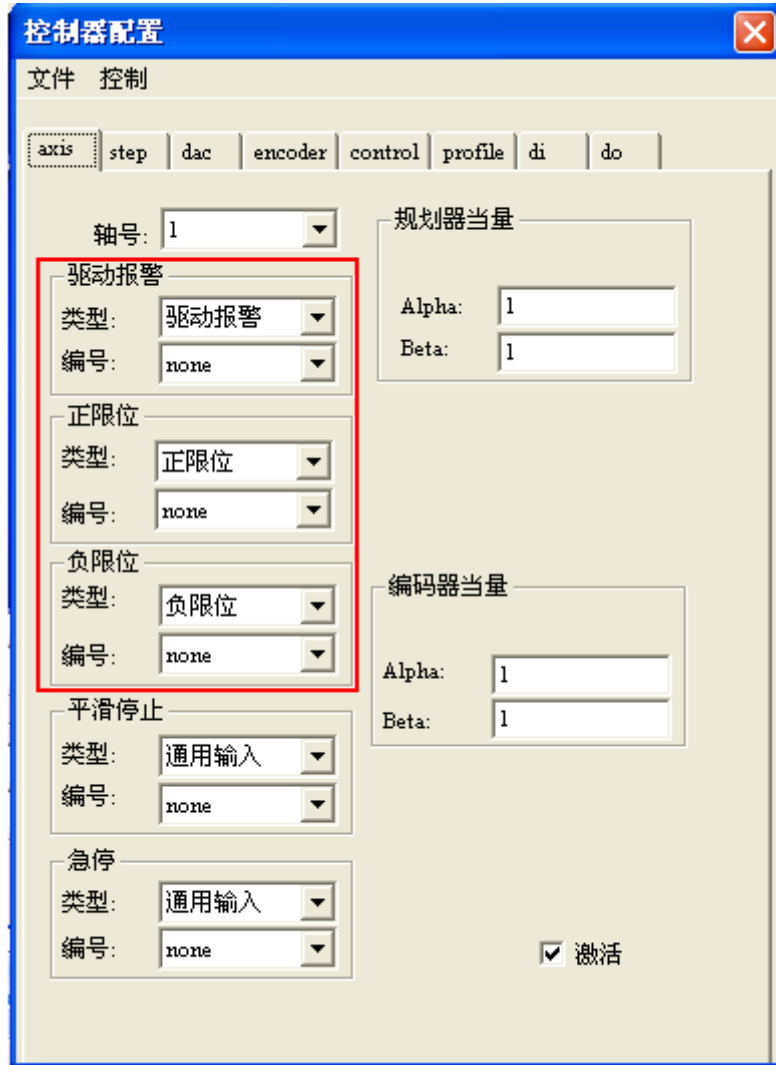 控制器配置
文件 控制
axis step dac encoder control profile di do
轴号: 1
驱动报警
类型: 驱动报警
编号: none
正限位
类型: 正限位
编号: none
负限位
类型: 负限位
编号: none
平滑停止
类型: 通用输入
编号: none
急停
类型: 通用输入
编号: none
规划器当量
Alpha: 1
Beta: 1
编码器当量
Alpha: 1
Beta: 1
激活